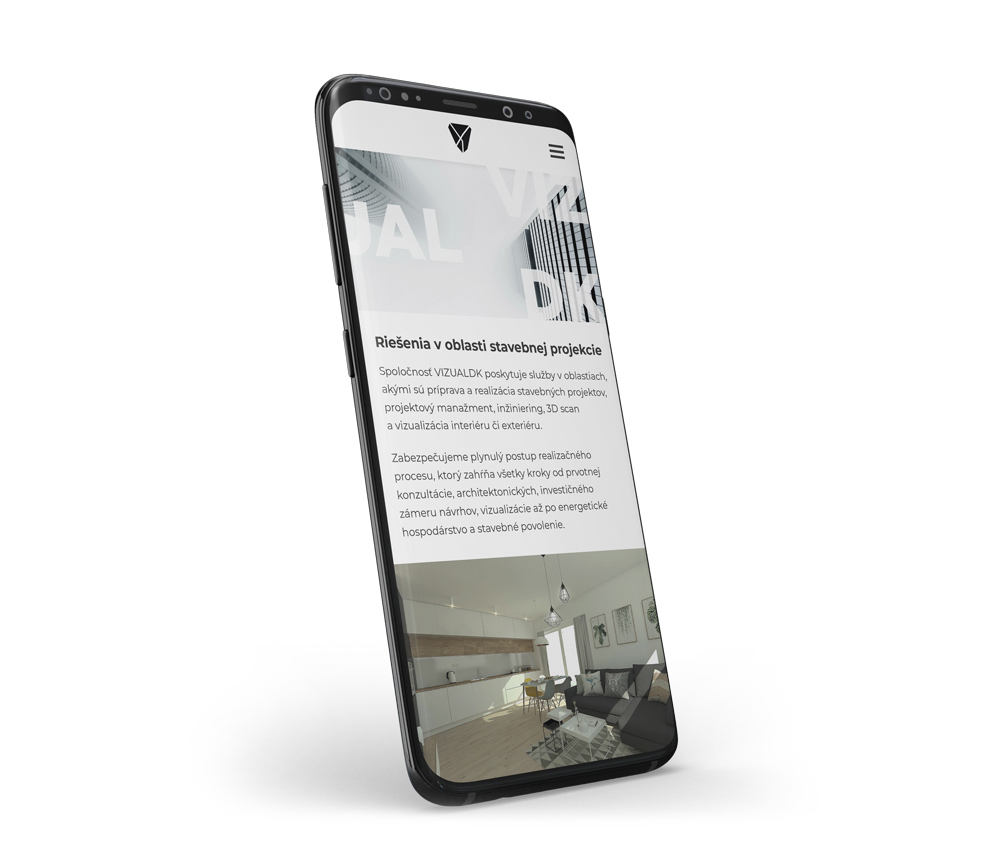 VIZ
UAL
DK
Riešenia v oblasti stavebnej projekcie
Spoločnosť VIZUALDK poskytuje služby v oblastiach,
akými sú príprava a realizácia stavebných projektov,
projektový manažment, inžiniering, 3D scan
a vizualizácia interiéru či exteriéru.
Zabezpečujeme plynulý postup realizačného
procesu, ktorý zahŕňa všetky kroky od prvotnej
konzultácie, architektonických, investičného
zámeru návrhov, vizualizácie až po energetické
hospodárstvo a stavebné povolenie.